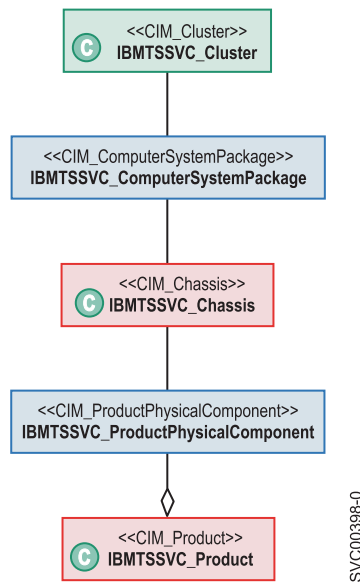 <<CIM_Cluster>>
C
IBMTSSVC_Cluster
<<CIM_ComputerSystemPackage>>
IBMTSSVC_ComputerSystemPackage
<<CIM_Chassis>>
C
IBMTSSVC_Chassis
<<CIM_ProductPhysicalComponent>>
IBMTSSVC_ProductPhysicalComponent
<<CIM_Product>>
C
IBMTSSVC_Product
SVC00398-0